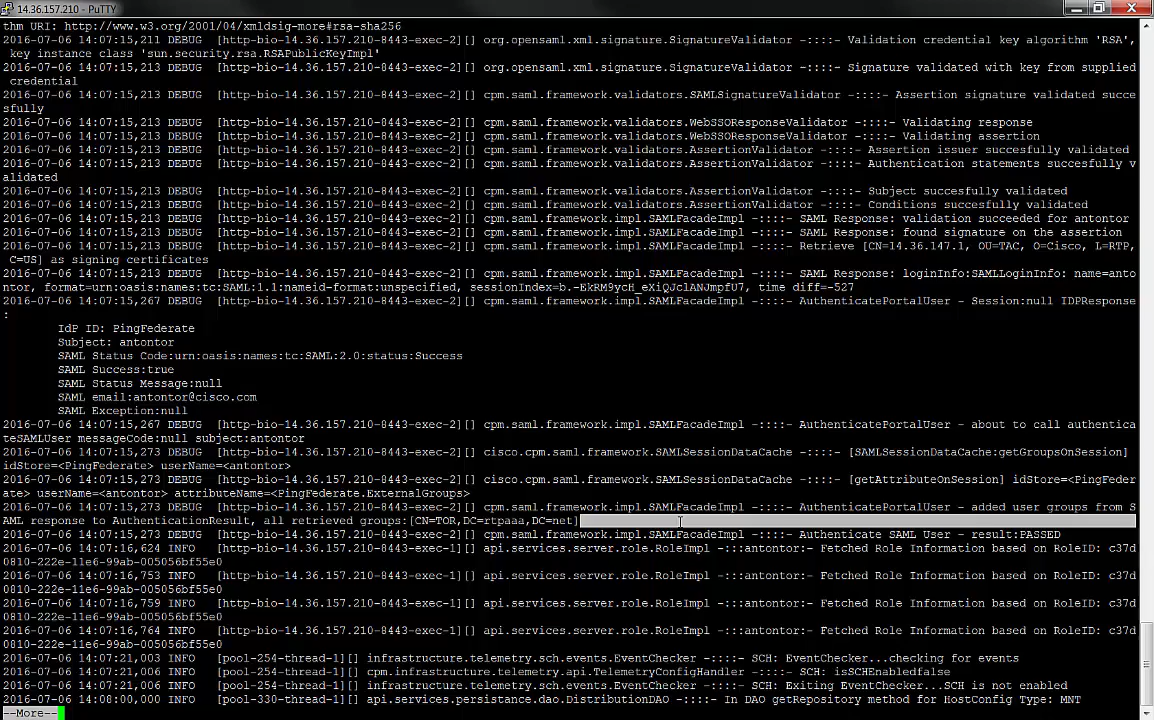 14.36.157.210 - PuTTY
thm URI: http://www.w3.org/2001/04/xmldsig-more#rsa-sha256
2016-07-06 14:07:15,211 DEBUG  [http-bio-14.36.157.210-8443-exec-2][] org.opensaml.xml.signature.SignatureValidator -::::- Validation credential key algorithm 'RSA',
 key instance class 'sun.security.rsa.RSAPublicKeyImpl'
2016-07-06 14:07:15,213 DEBUG  [http-bio-14.36.157.210-8443-exec-2][] org.opensaml.xml.signature.SignatureValidator -::::- Signature validated with key from supplied
 credential
2016-07-06 14:07:15,213 DEBUG  [http-bio-14.36.157.210-8443-exec-2][] cpm.saml.framework.validators.SAMLSignatureValidator -::::- Assertion signature validated succe
sfully
2016-07-06 14:07:15,213 DEBUG  [http-bio-14.36.157.210-8443-exec-2][] cpm.saml.framework.validators.WebSSOResponseValidator -::::- Validating response
2016-07-06 14:07:15,213 DEBUG  [http-bio-14.36.157.210-8443-exec-2][] cpm.saml.framework.validators.WebSSOResponseValidator -::::- Validating assertion
2016-07-06 14:07:15,213 DEBUG  [http-bio-14.36.157.210-8443-exec-2][] cpm.saml.framework.validators.AssertionValidator -::::- Assertion issuer succesfully validated
2016-07-06 14:07:15,213 DEBUG  [http-bio-14.36.157.210-8443-exec-2][] cpm.saml.framework.validators.AssertionValidator -::::- Authentication statements succesfully v
alidated
2016-07-06 14:07:15,213 DEBUG  [http-bio-14.36.157.210-8443-exec-2][] cpm.saml.framework.validators.AssertionValidator -::::- Subject succesfully validated
2016-07-06 14:07:15,213 DEBUG  [http-bio-14.36.157.210-8443-exec-2][] cpm.saml.framework.validators.AssertionValidator -::::- Conditions succesfully validated
2016-07-06 14:07:15,213 DEBUG  [http-bio-14.36.157.210-8443-exec-2][] cpm.saml.framework.impl.SAMLFacadeImpl -::::- SAML Response: validation succeeded for antontor
2016-07-06 14:07:15,213 DEBUG  [http-bio-14.36.157.210-8443-exec-2][] cpm.saml.framework.impl.SAMLFacadeImpl -::::- SAML Response: found signature on the assertion
2016-07-06 14:07:15,213 DEBUG  [http-bio-14.36.157.210-8443-exec-2][] cpm.saml.framework.impl.SAMLFacadeImpl -::::- Retrieve [CN=14.36.147.1, OU=TAC, O=Cisco, L=RTP,
 C=US] as signing certificates
2016-07-06 14:07:15,213 DEBUG  [http-bio-14.36.157.210-8443-exec-2][] cpm.saml.framework.impl.SAMLFacadeImpl -::::- SAML Response: loginInfo:SAMLLoginInfo: name=anto
ntor, format=urn:oasis:names:tc:SAML:1.1:nameid-format:unspecified, sessionIndex=b.-EkRM9ycH_eXiQJclANJmpfU7, time diff=-527
2016-07-06 14:07:15,267 DEBUG  [http-bio-14.36.157.210-8443-exec-2][] cpm.saml.framework.impl.SAMLFacadeImpl -::::- AuthenticatePortalUser - Session:null IDPResponse
:
IdP ID: PingFederate
Subject: antontor
SAML Status Code:urn:oasis:names:tc:SAML:2.0:status:Success
SAML Success:true
SAML Status Message:null
SAML email:antontor@cisco.com
SAML Exception:null
2016-07-06 14:07:15,267 DEBUG  [http-bio-14.36.157.210-8443-exec-2][] cpm.saml.framework.impl.SAMLFacadeImpl -::::- AuthenticatePortalUser - about to call authentica
teSAMLUser messageCode:null subject:antontor
2016-07-06 14:07:15,273 DEBUG  [http-bio-14.36.157.210-8443-exec-2][] cisco.cpm.saml.framework.SAMLSessionDataCache -::::- [SAMLSessionDataCache:getGroupsOnSession]
idStore=<PingFederate> userName=<antontor>
2016-07-06 14:07:15,273 DEBUG  [http-bio-14.36.157.210-8443-exec-2][] cisco.cpm.saml.framework.SAMLSessionDataCache -::::- [getAttributeOnSession] idStore=<PingFeder
ate> userName=<antontor> attributeName=<PingFederate.ExternalGroups>
2016-07-06 14:07:15,273 DEBUG  [http-bio-14.36.157.210-8443-exec-2][] cpm.saml.framework.impl.SAMLFacadeImpl -::::- added user groups from S
AML response to AuthenticationResult, all retrieved groups:[CN=TOR,DC=rtpaaa,DC=net]
2016-07-06 14:07:15,273 DEBUG  [http-bio-14.36.157.210-8443-exec-2][] cpm.saml.framework.impl.SAMLFacadeImpl -::::- Authenticate SAML User - result:PASSED
2016-07-06 14:07:16,624 INFO   [http-bio-14.36.157.210-8443-exec-1][] api.services.server.role.RoleImpl -:::antontor:- Fetched Role Information based on RoleID: c37d
0810-222e-11e6-99ab-005056bf55e0
2016-07-06 14:07:16,753 INFO   [http-bio-14.36.157.210-8443-exec-1][] api.services.server.role.RoleImpl -:::antontor:- Fetched Role Information based on RoleID: c37d
0810-222e-11e6-99ab-005056bf55e0
2016-07-06 14:07:16,759 INFO   [http-bio-14.36.157.210-8443-exec-1][] api.services.server.role.RoleImpl -:::antontor:- Fetched Role Information based on RoleID: c37d
0810-222e-11e6-99ab-005056bf55e0
2016-07-06 14:07:16,764 INFO   [http-bio-14.36.157.210-8443-exec-1][] api.services.server.role.RoleImpl -:::antontor:- Fetched Role Information based on RoleID: c37d
0810-222e-11e6-99ab-005056bf55e0
2016-07-06 14:07:21,003 INFO   [pool-254-thread-1][] infrastructure.telemetry.sch.events.EventChecker -::::- SCH: EventChecker...checking for events
2016-07-06 14:07:21,006 INFO   [pool-254-thread-1][] cpm.infrastructure.telemetry.api.TelemetryConfigHandler -::::- SCH: isSCHEnabledfalse
2016-07-06 14:07:21,006 INFO   [pool-254-thread-1][] infrastructure.telemetry.sch.events.EventChecker -::::- SCH: Exiting EventChecker...SCH is not enabled
2016-07-06 14:08:00,000 INFO   [pool-330-thread-1][] api.services.persistance.dao.DistributionDAO -::::- In DAO getRepository method for HostConfig Type: MNT
--More--